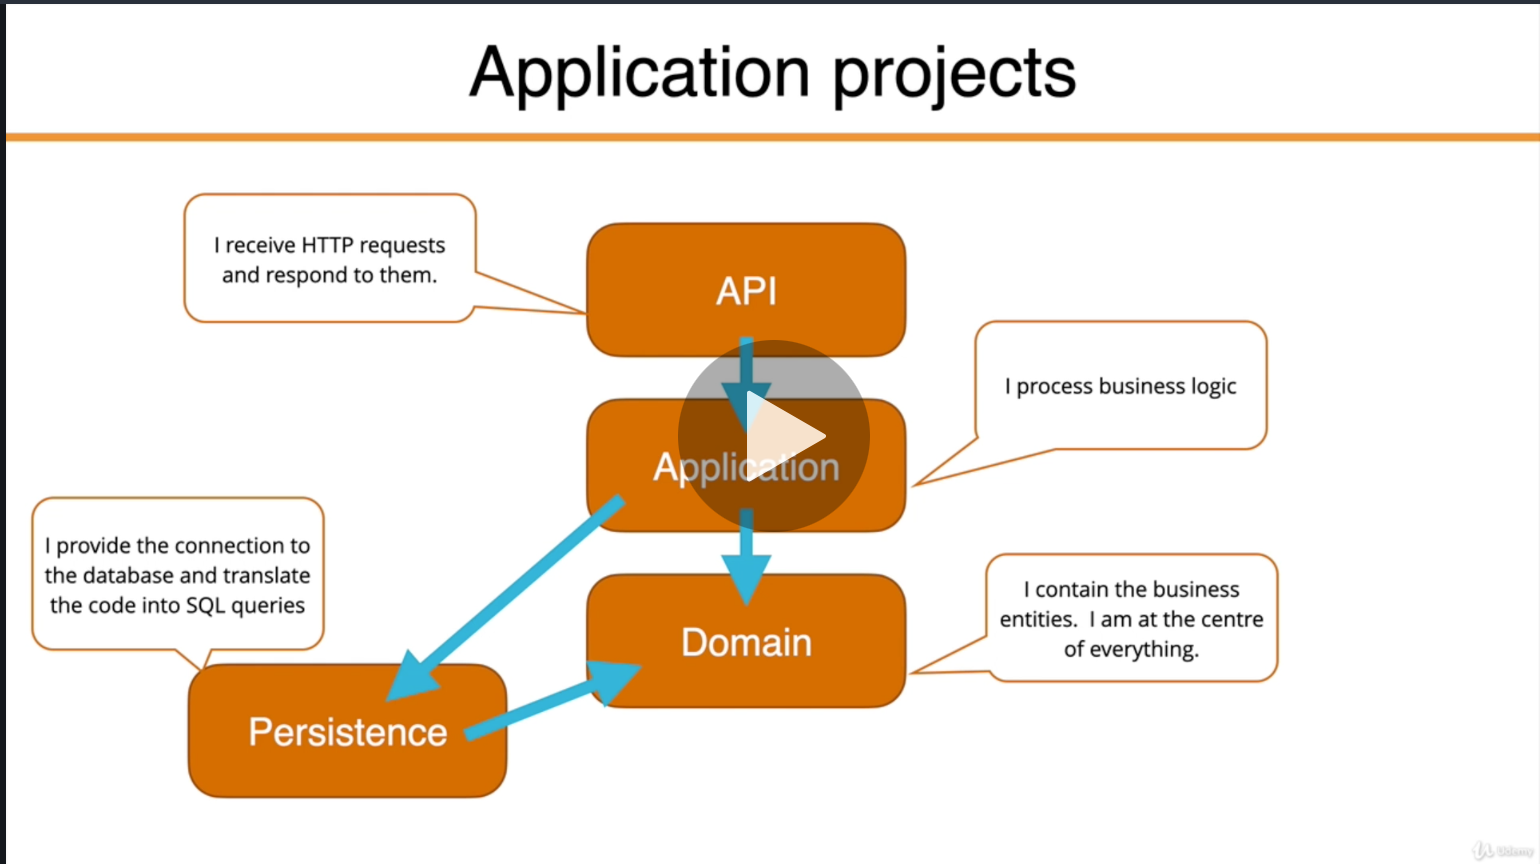 Application projects
I receive HTTP requests
and respond to them.
API
I process business logic
Application
I provide the connection to
the database and translate
the code into SQL queries
I contain the business
entities.  I am at the centre
of everything.
Domain
Persistence
Udemy